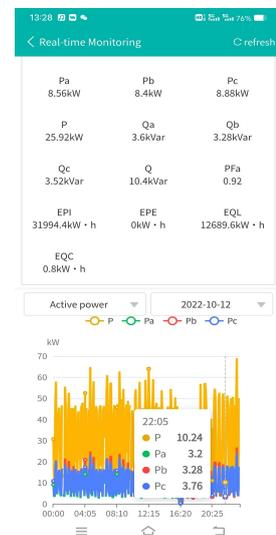 13:28
76%
Real-time Monitoring
refresh
Pa Pb Pc
8.56kW 8.4kW 8.88kW
P Qa Qb
25.92kW 3.6kVar 3.28kVar
Qc Q PFa
3.52kVar 10.4kVar 0.92
EPI EPE EQL
31994.4kW・h 0kW・h 12689.6kW・h
EQC
0.8kW・h
Active power 2022-10-12
P Pa Pb Pc
kW
70
60
50
40
30
20
10
0
22:05
P 10.24
Pa 3.2
Pb 3.28
Pc 3.76
00:00 04:05 08:10 12:15 16:20 20:25